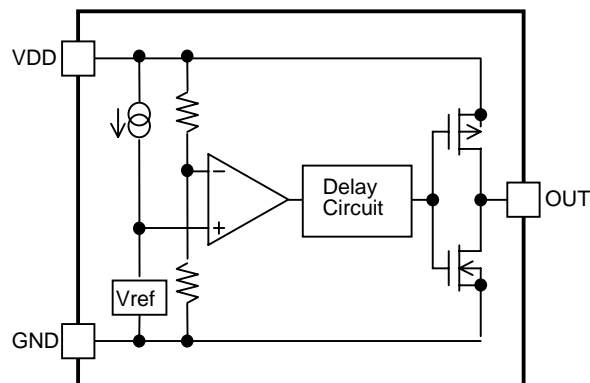 VDD
−
Delay
Circuit
OUT
+
Vref
GND